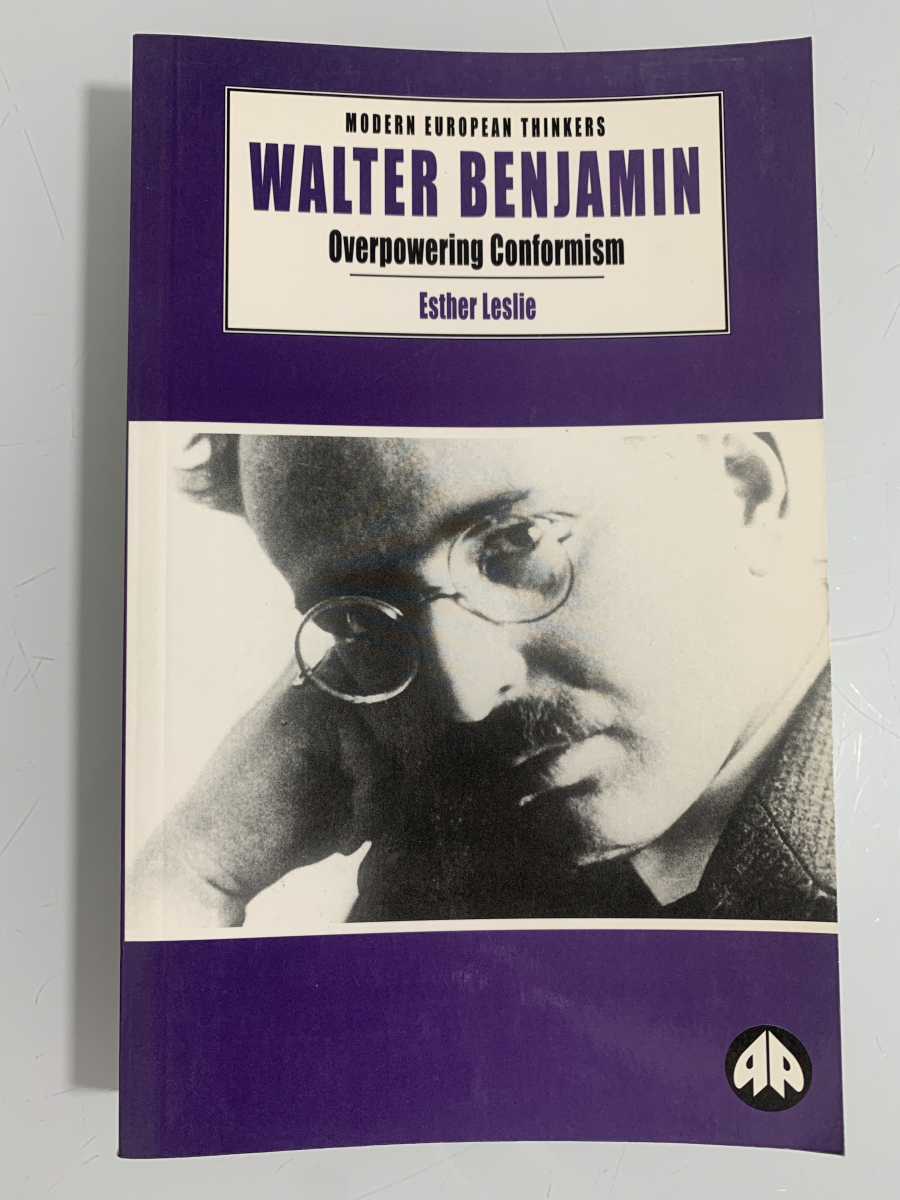 MODERN EUROPEAN THINKERS
WALTER BENJAMIN
Overpowering Conformism
Esther Leslie